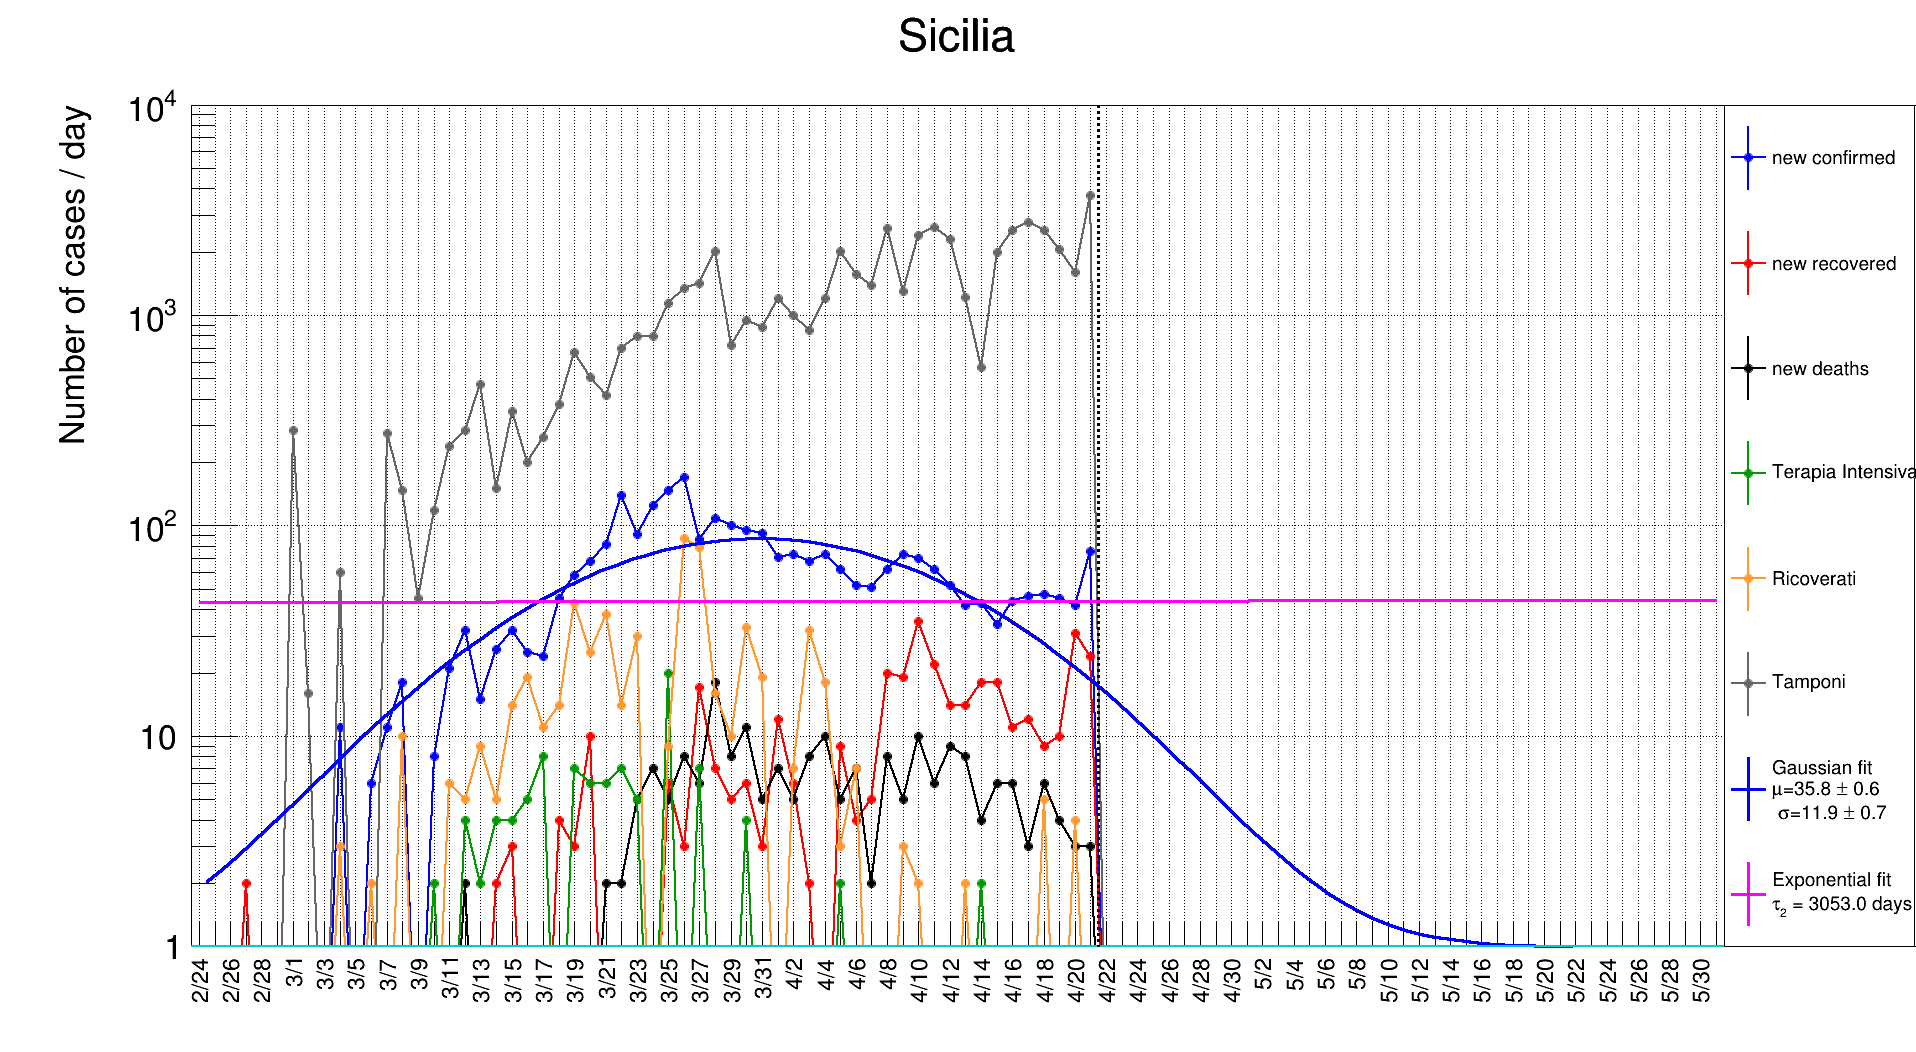 Sicilia
Number of cases / day
10^4
10^3
10^2
10
1
2/24 2/26 2/28 3/1 3/3 3/5 3/7 3/9 3/11 3/13 3/15 3/17 3/19 3/21 3/23 3/25 3/27 3/29 3/31 4/2 4/4 4/6 4/8 4/10 4/12 4/14 4/16 4/18 4/20 4/22 4/24 4/26 4/28 4/30 5/2 5/4 5/6 5/8 5/10 5/12 5/14 5/16 5/18 5/20 5/22 5/24 5/26 5/28 5/30
new confirmed
new recovered
new deaths
Terapia Intensiva
Ricoverati
Tamponi
Gaussian fit
μ=35.8 ± 0.6
σ=11.9 ± 0.7
Exponential fit
τ₂ = 3053.0 days